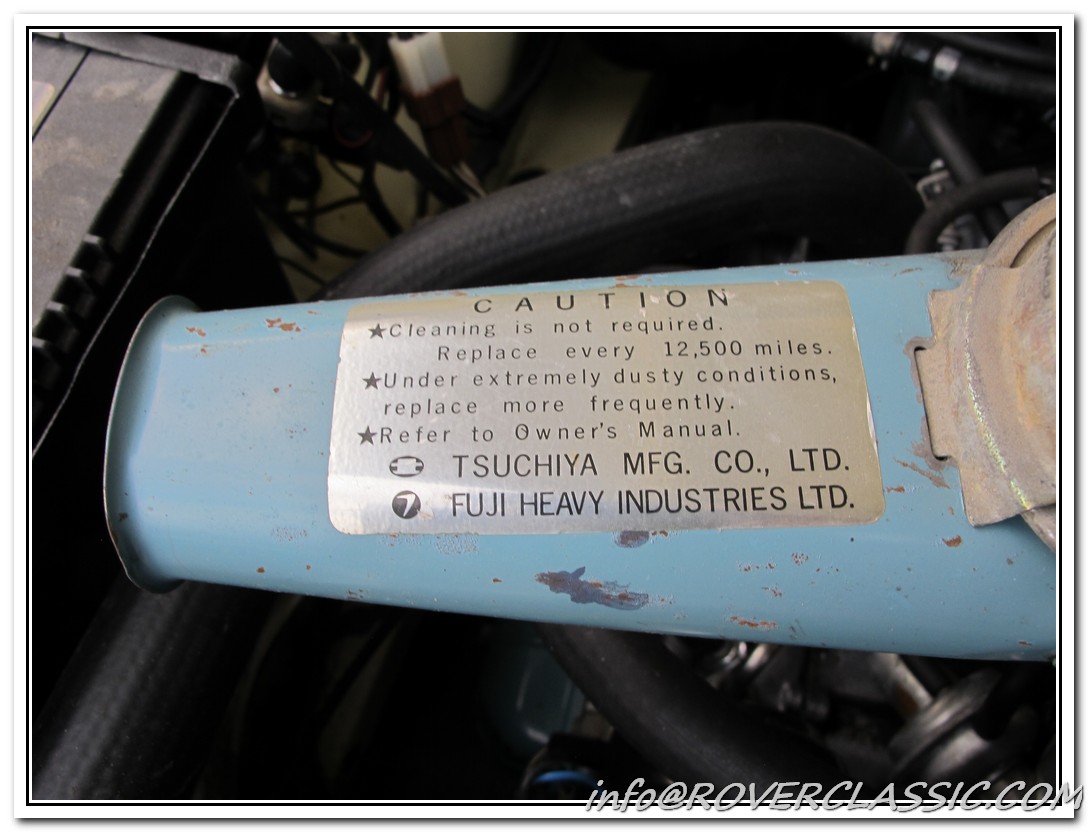 CAUTION
★Cleaning is not required.
Replace every 12,500 miles.
★Under extremely dusty conditions,
replace more frequently.
★Refer to Owner's Manual.
TSUCHIYA MFG. CO., LTD.
FUJI HEAVY INDUSTRIES LTD.
info@ROVERCLASSIC.COM